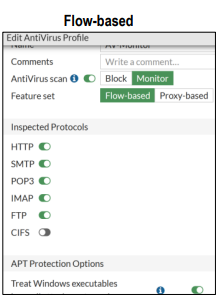 Flow-based
Edit AntiVirus Profile
Name AV-Monitor
Comments Write a comment...
AntiVirus scan Block Monitor
Feature set Flow-based Proxy-based
Inspected Protocols
HTTP
SMTP
POP3
IMAP
FTP
CIFS
APT Protection Options
Treat Windows executables